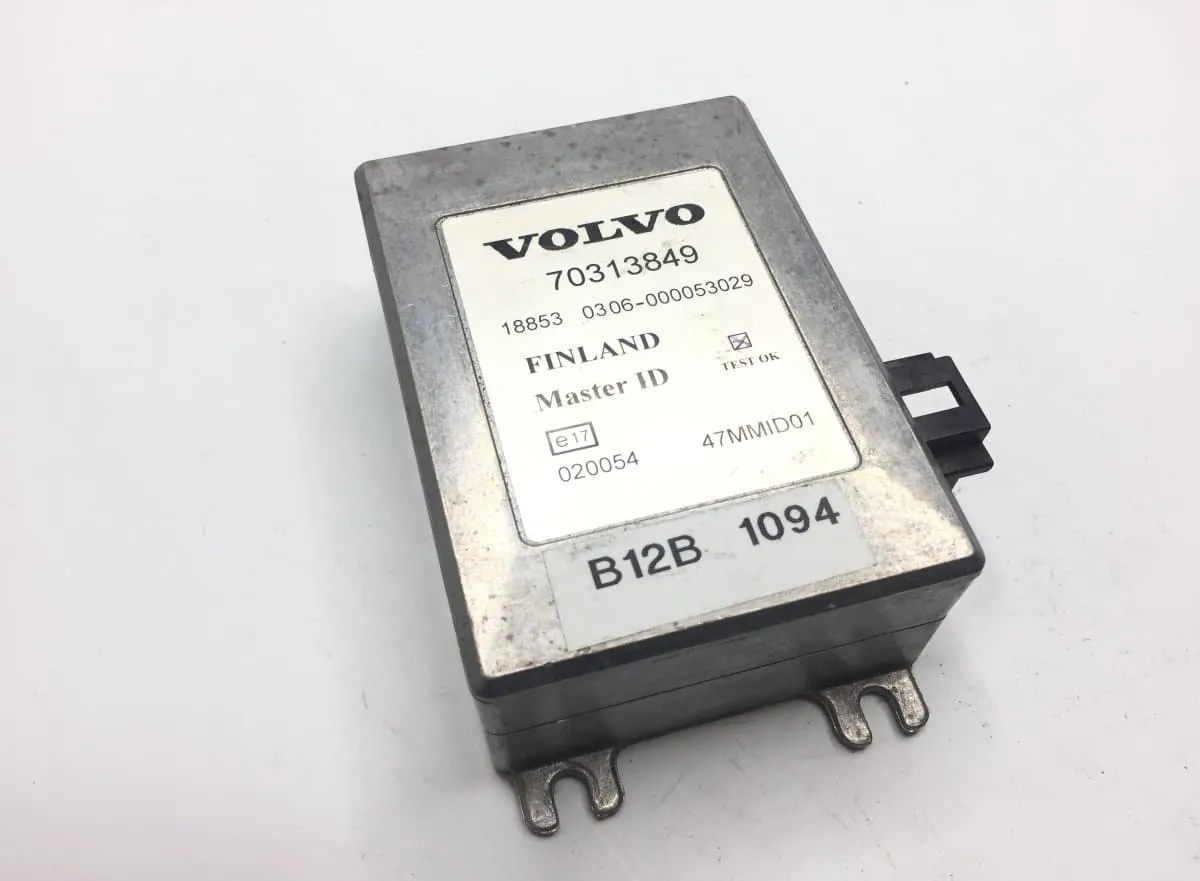 VOLVO
70313849
18853 0306-000053029
FINLAND
TEST OK
Master ID
e17
020054 47MMID01
B12B 1094